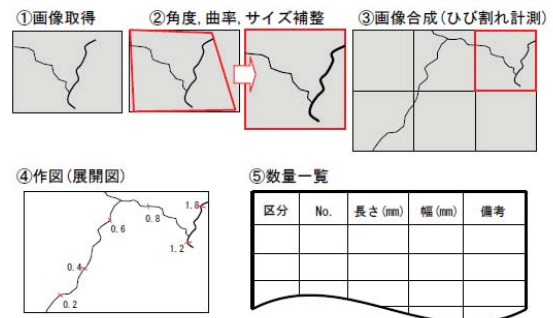 ①画像取得
②角度,曲率,サイズ補整
③画像合成(ひび割れ計測)
④作図(展開図)
0.2
0.4
0.6
0.8
1.2
1.8
⑤数量一覧
区分 No. 長さ(mm) 幅(mm) 備考